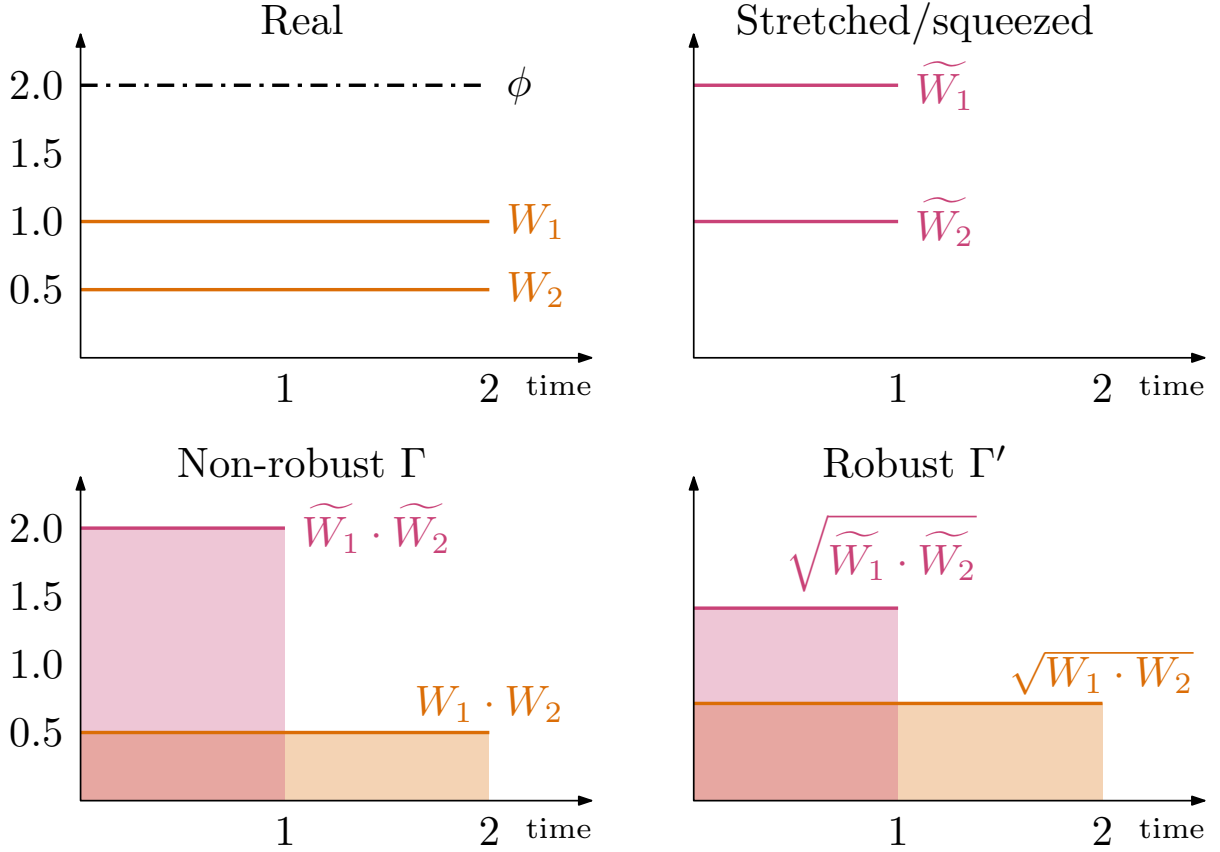 Real
2.0
1.5
1.0
0.5
ϕ
W₁
W₂
1
2
time
Stretched/squeezed
W̃₁
W̃₂
1
2
time
Non-robust Γ
2.0
1.5
1.0
0.5
W̃₁ · W̃₂
W₁ · W₂
1
2
time
Robust Γ′
√(W̃₁ · W̃₂)
√(W₁ · W₂)
1
2
time